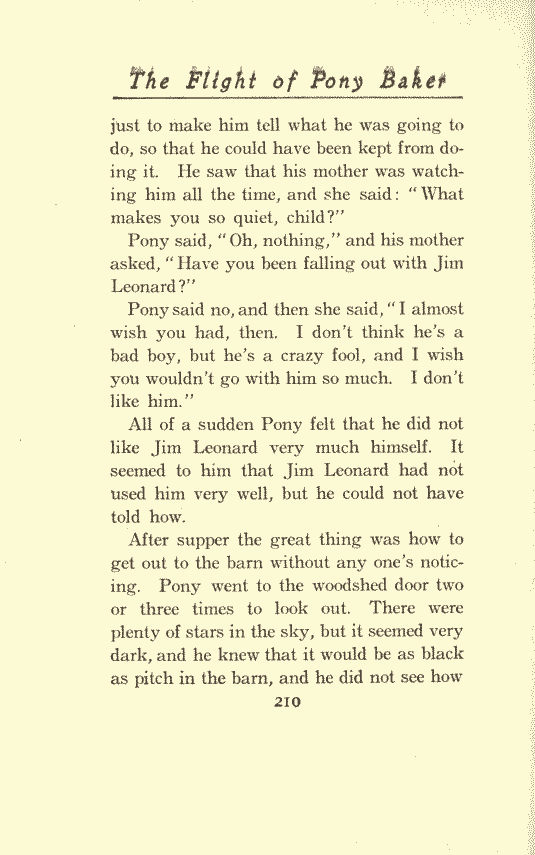 The Flight of Pony Baker
just to make him tell what he was going to
do, so that he could have been kept from do-
ing it. He saw that his mother was watch-
ing him all the time, and she said: "What
makes you so quiet, child?"
Pony said, "Oh, nothing," and his mother
asked, "Have you been falling out with Jim
Leonard?"
Pony said no, and then she said, "I almost
wish you had, then. I don't think he's a
bad boy, but he's a crazy fool, and I wish
you wouldn't go with him so much. I don't
like him."
All of a sudden Pony felt that he did not
like Jim Leonard very much himself. It
seemed to him that Jim Leonard had not
used him very well, but he could not have
told how.
After supper the great thing was how to
get out to the barn without any one's notic-
ing. Pony went to the woodshed door two
or three times to look out. There were
plenty of stars in the sky, but it seemed very
dark, and he knew that it would be as black
as pitch in the barn, and he did not see how
210